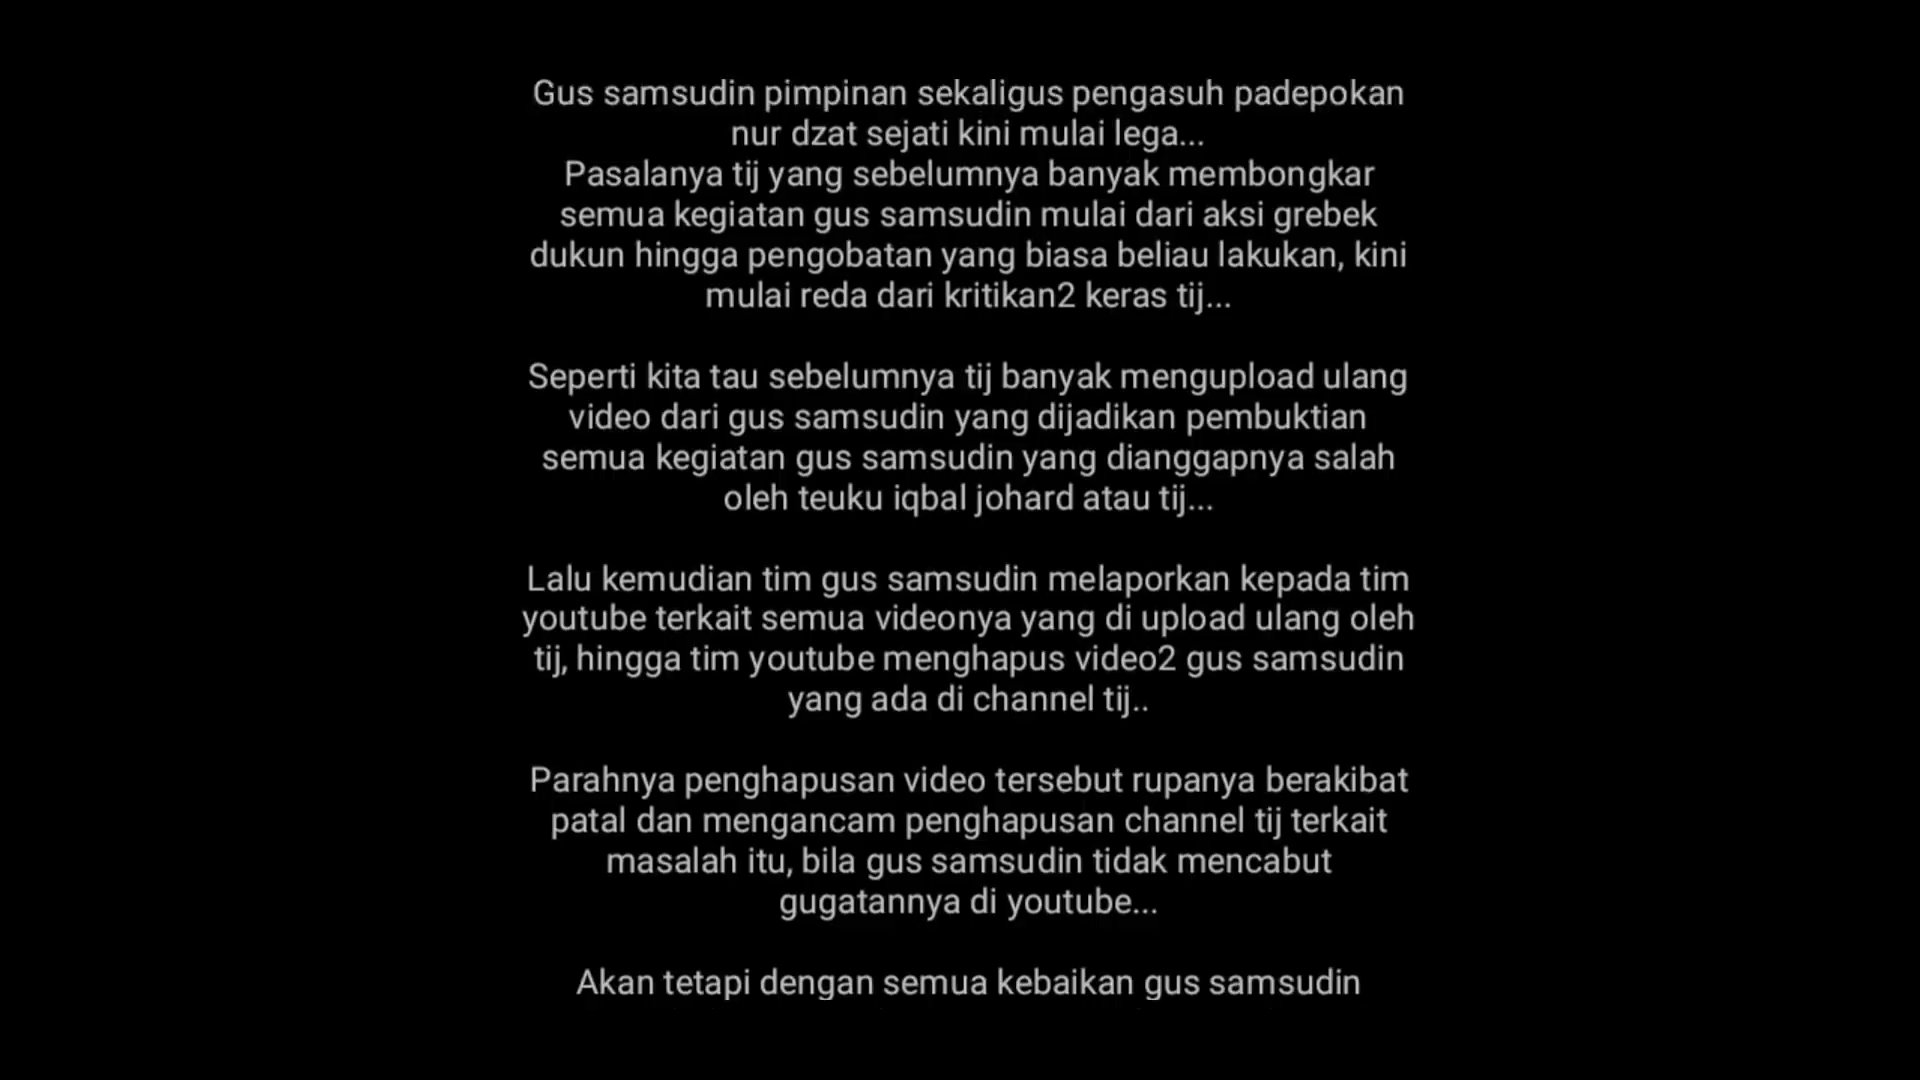 Gus samsudin pimpinan sekaligus pengasuh padepokan
nur dzat sejati kini mulai lega...
Pasalanya tij yang sebelumnya banyak membongkar
semua kegiatan gus samsudin mulai dari aksi grebek
dukun hingga pengobatan yang biasa beliau lakukan, kini
mulai reda dari kritikan2 keras tij...
Seperti kita tau sebelumnya tij banyak mengupload ulang
video dari gus samsudin yang dijadikan pembuktian
semua kegiatan gus samsudin yang dianggapnya salah
oleh teuku iqbal johard atau tij...
Lalu kemudian tim gus samsudin melaporkan kepada tim
youtube terkait semua videonya yang di upload ulang oleh
tij, hingga tim youtube menghapus video2 gus samsudin
yang ada di channel tij..
Parahnya penghapusan video tersebut rupanya berakibat
patal dan mengancam penghapusan channel tij terkait
masalah itu, bila gus samsudin tidak mencabut
gugatannya di youtube...
Akan tetapi dengan semua kebaikan gus samsudin